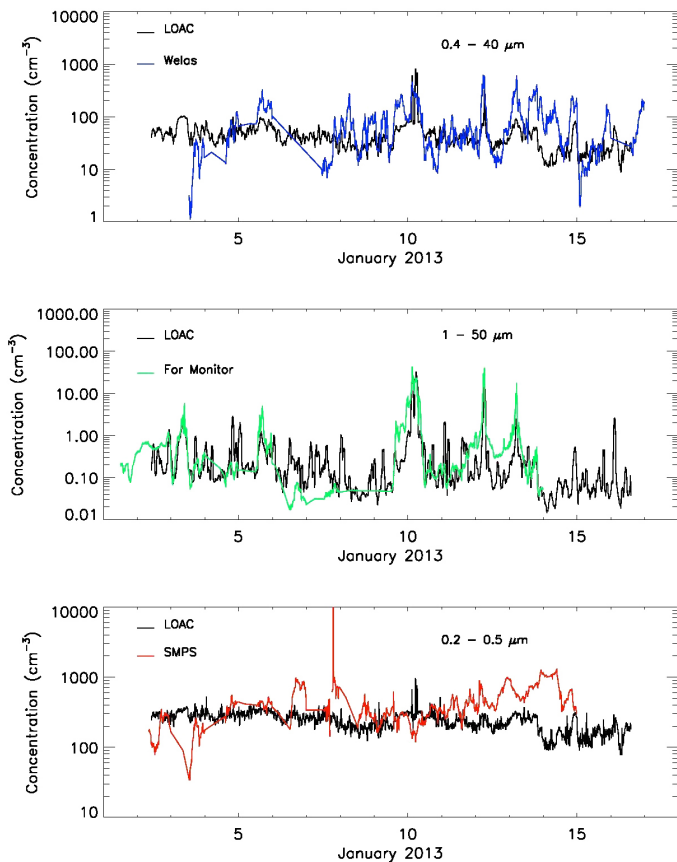 10000
1000
100
10
1
Concentration (cm⁻³)
LOAC
Welas
0.4 – 40 μm
5
10
15
January 2013
1000.00
100.00
10.00
1.00
0.10
0.01
Concentration (cm⁻³)
LOAC
For Monitor
1 – 50 μm
5
10
15
January 2013
10000
1000
100
10
Concentration (cm⁻³)
LOAC
SMPS
0.2 – 0.5 μm
5
10
15
January 2013